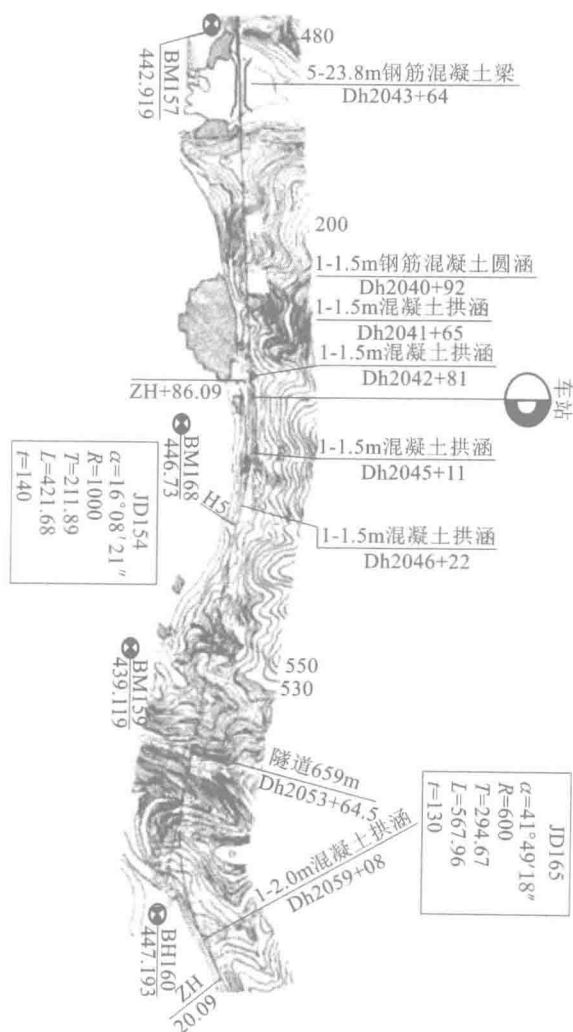 480
BM157
442.919
5-23.8m钢筋混凝土梁
Dh2043+64
200
1-1.5m钢筋混凝土圆涵
Dh2040+92
1-1.5m混凝土拱涵
Dh2041+65
1-1.5m混凝土拱涵
Dh2042+81
ZH+86.09
车站
BM168
446.73
1-1.5m混凝土拱涵
Dh2045+11
H5
1-1.5m混凝土拱涵
Dh2046+22
JD154
α=16°08′21″
R=1000
T=211.89
L=421.68
t=140
BM159
439.119
550
530
隧道659m
Dh2053+64.5
1-2.0m混凝土拱涵
Dh2059+08
JD165
α=41°49′18″
R=600
T=294.67
L=567.96
t=130
BH160
447.193
ZH
20.09